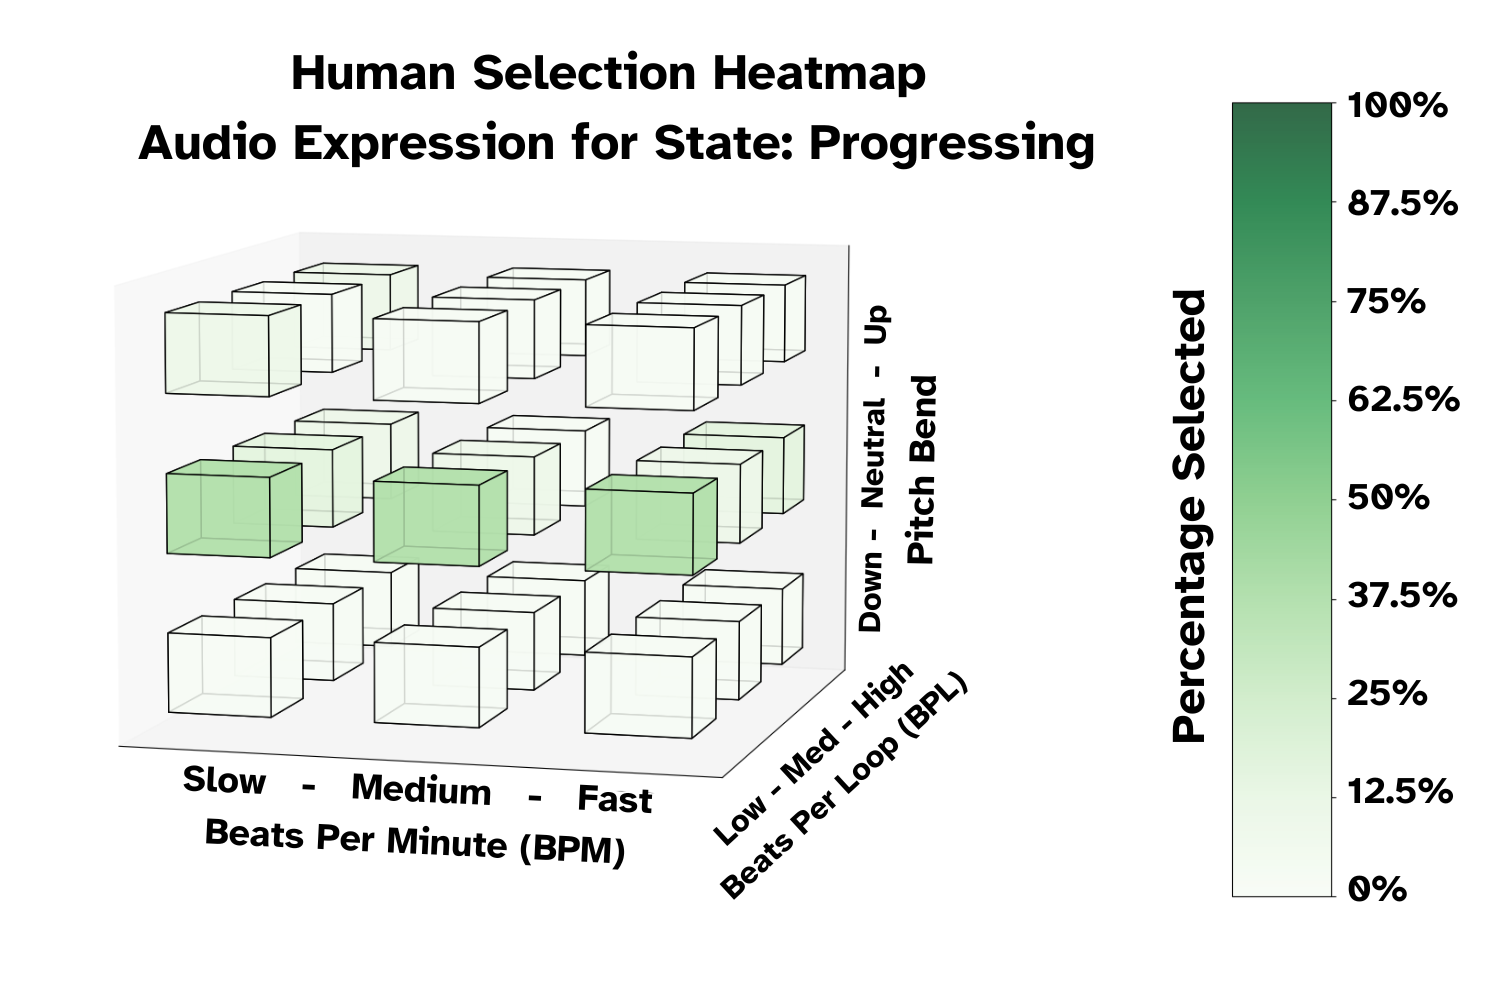 Human Selection Heatmap
Audio Expression for State: Progressing
Down - Neutral - Up
Pitch Bend
Slow - Medium - Fast
Beats Per Minute (BPM)
Low - Med - High
Beats Per Loop (BPL)
Percentage Selected
100%
87.5%
75%
62.5%
50%
37.5%
25%
12.5%
0%